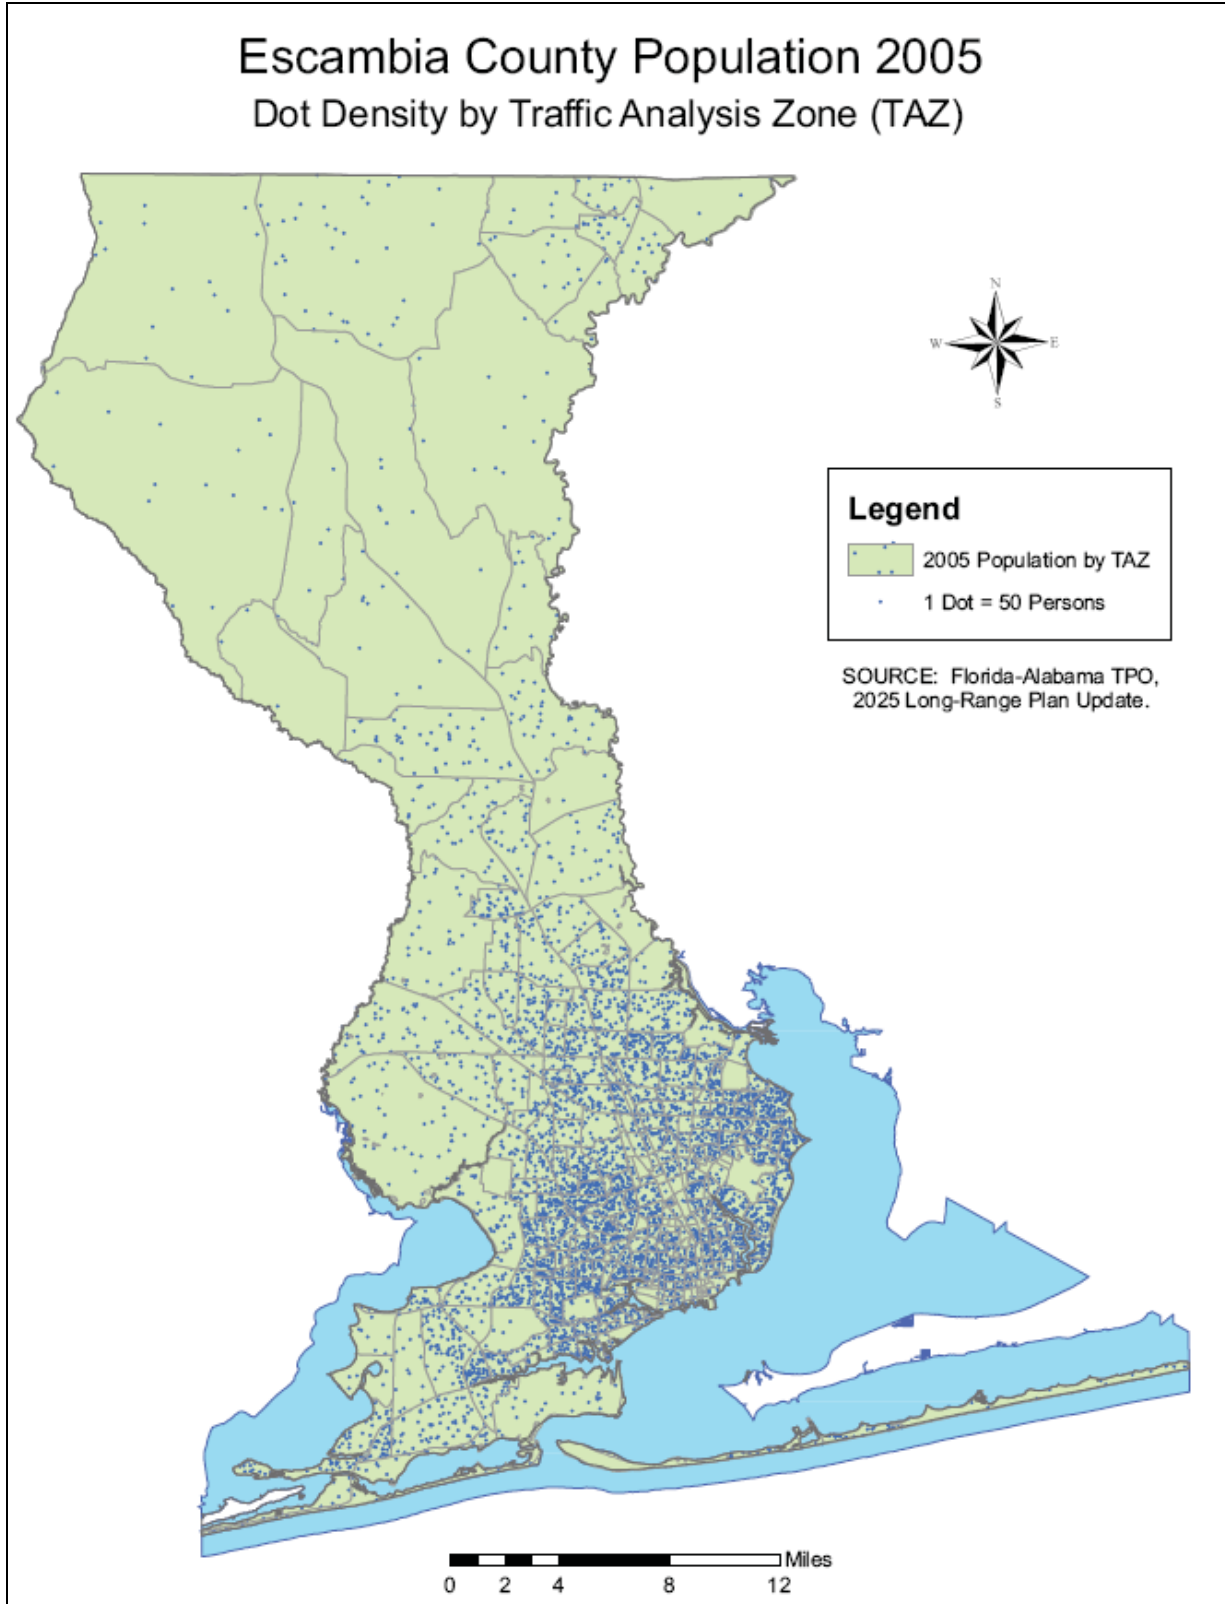 Escambia County Population 2005
Dot Density by Traffic Analysis Zone (TAZ)
N
W
E
S
Legend
2005 Population by TAZ
1 Dot = 50 Persons
SOURCE: Florida-Alabama TPO,
2025 Long-Range Plan Update.
Miles
0 2 4 8 12